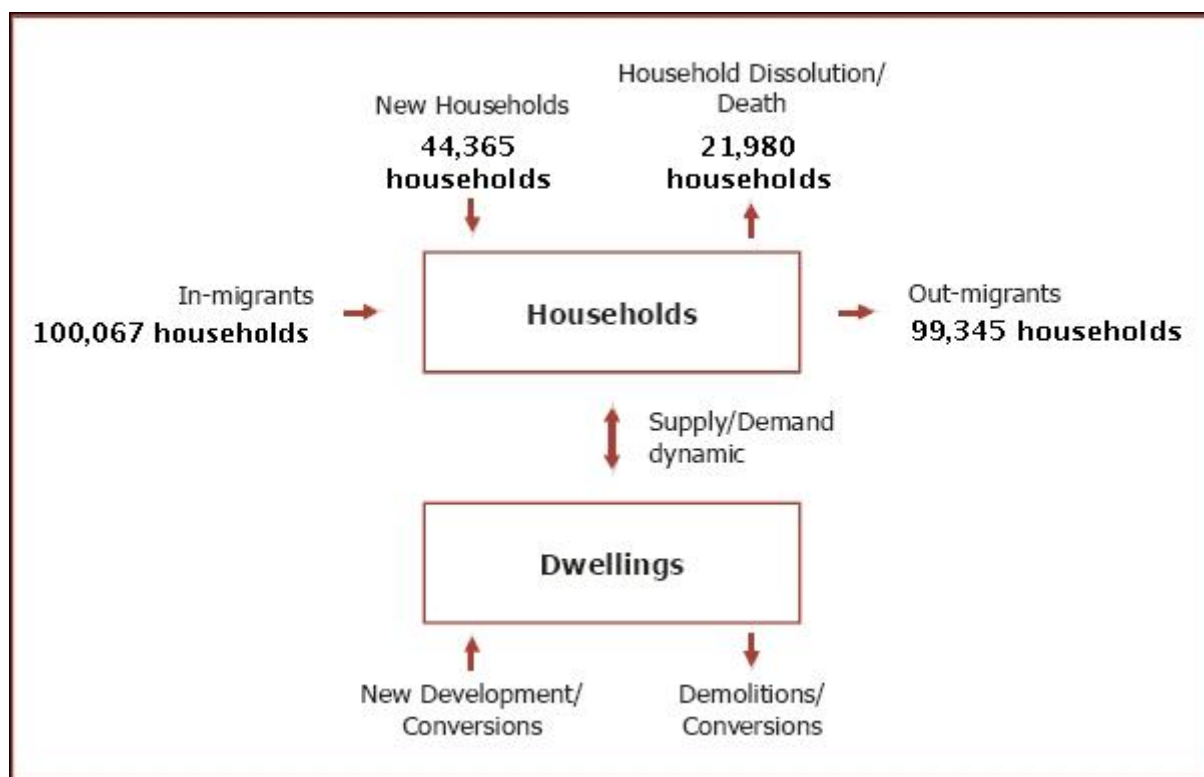 Household Dissolution/
Death
New Households
44,365
households
21,980
households
In-migrants
100,067 households
Households
Out-migrants
99,345 households
Supply/Demand
dynamic
Dwellings
New Development/
Conversions
Demolitions/
Conversions